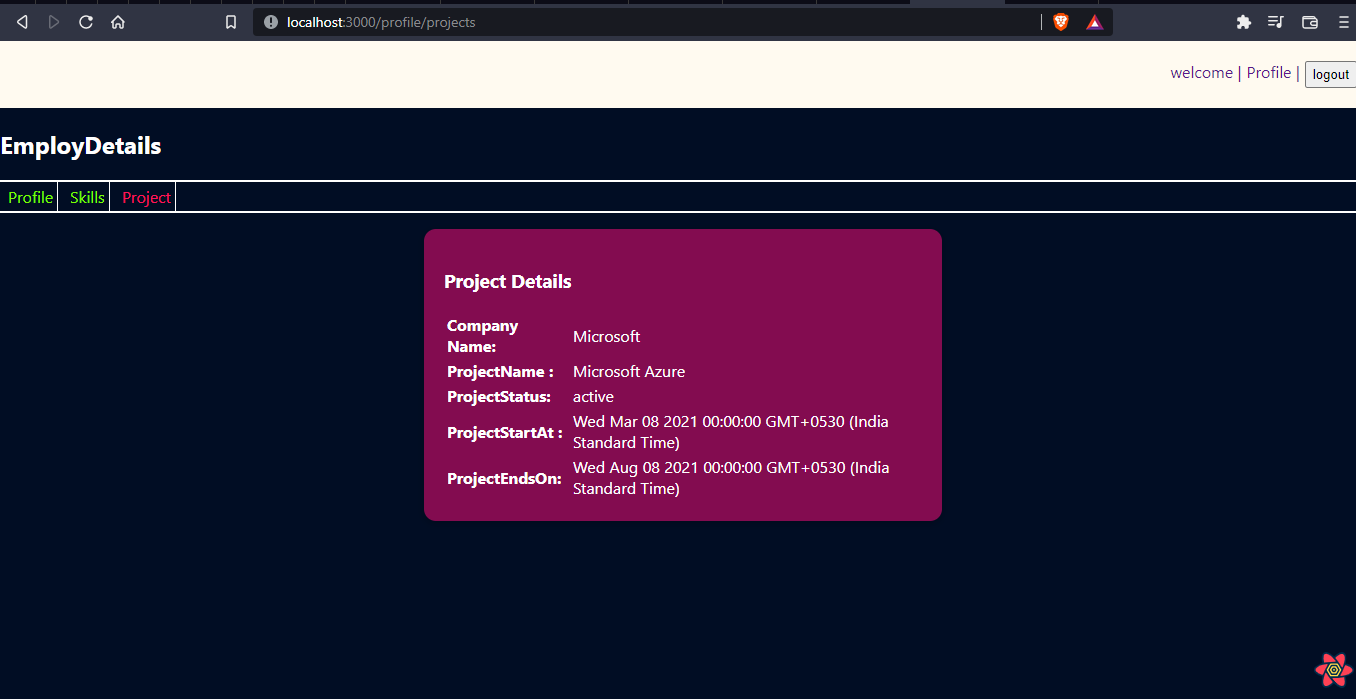 localhost:3000/profile/projects
welcome | Profile | logout
EmployDetails
Profile Skills Project
Project Details
Company
Name:
Microsoft
ProjectName : Microsoft Azure
ProjectStatus: active
ProjectStartAt :
Wed Mar 08 2021 00:00:00 GMT+0530 (India
Standard Time)
ProjectEndsOn:
Wed Aug 08 2021 00:00:00 GMT+0530 (India
Standard Time)